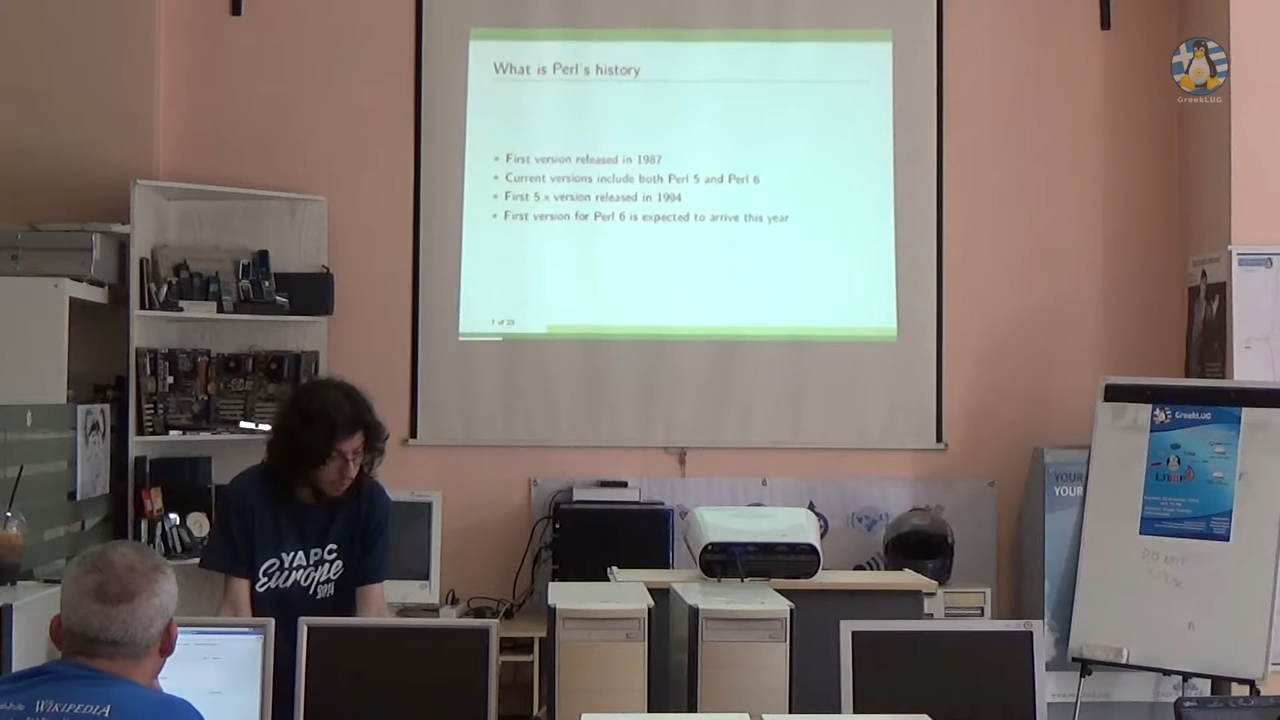 What is Perl's history
• First version released in 1987
• Current versions include both Perl 5 and Perl 6
• First 5.x version released in 1994
• First version for Perl 6 is expected to arrive this year
GreekLUG
YAPC
Europe
WIKIPEDIA
YOUR
YOUR
GreekLUG